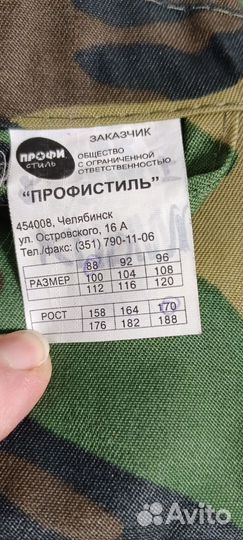 ПРОФИ
СТИЛЬ
ЗАКАЗЧИК
ОБЩЕСТВО
С ОГРАНИЧЕННОЙ
ОТВЕТСТВЕННОСТЬЮ
"ПРОФИСТИЛЬ"
454008, Челябинск
ул. Островского, 16 А
Тел./факс: (351) 790-11-06
РАЗМЕР
88 92 96
100 104 108
112 116 120
РОСТ
158 164 170
176 182 188
Avito